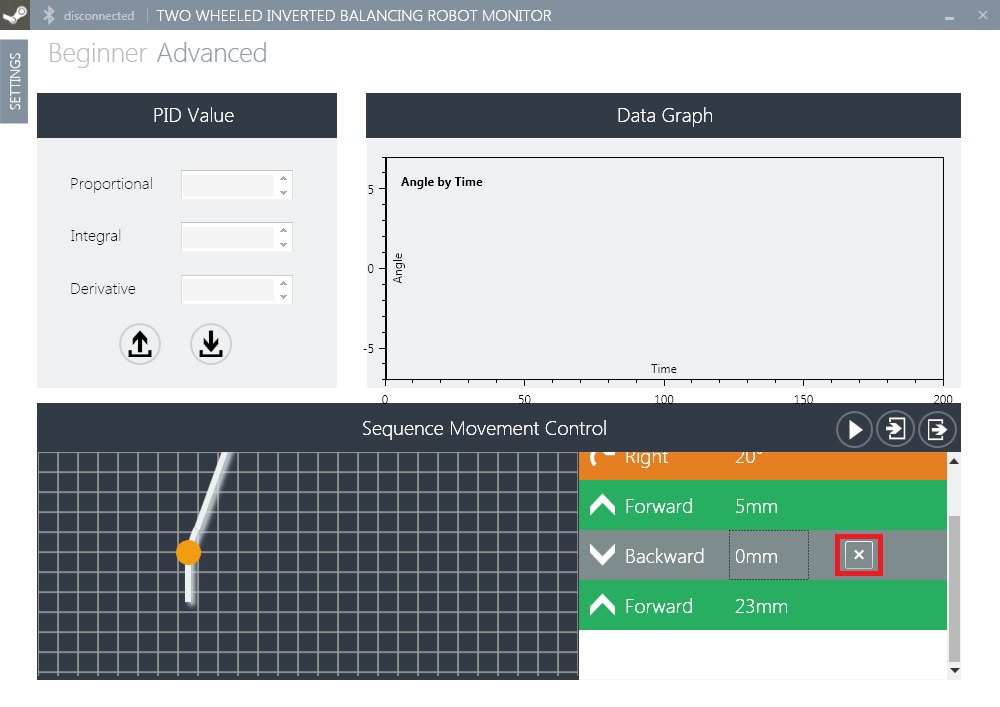 disconnected TWO WHEELED INVERTED BALANCING ROBOT MONITOR
Beginner Advanced
SETTINGS
PID Value
Proportional
Integral
Derivative
Data Graph
Angle by Time
5
0
-5
Angle
Time
0 50 100 150 200
Sequence Movement Control
Right 20°
Forward 5mm
Backward 0mm
Forward 23mm